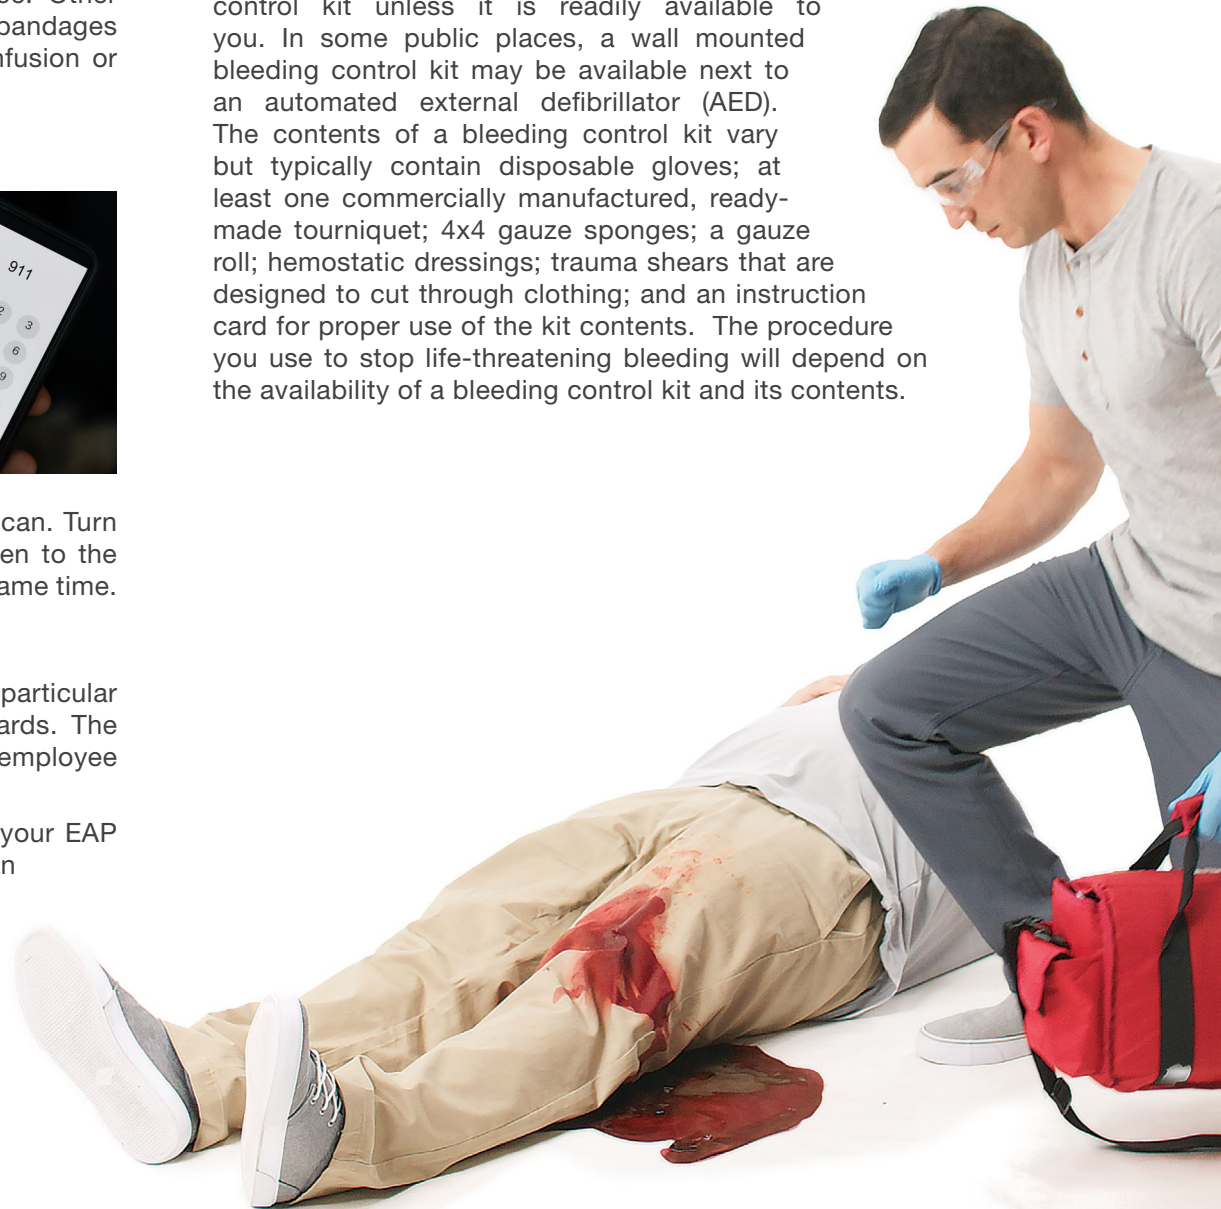 bandages
nfusion or
911
2
3
6
9
can. Turn
en to the
ame time.
particular
ards. The
employee
your EAP
n
control kit unless it is readily available to
you. In some public places, a wall mounted
bleeding control kit may be available next to
an automated external defibrillator (AED).
The contents of a bleeding control kit vary
but typically contain disposable gloves; at
least one commercially manufactured, ready-
made tourniquet; 4x4 gauze sponges; a gauze
roll; hemostatic dressings; trauma shears that are
designed to cut through clothing; and an instruction
card for proper use of the kit contents.  The procedure
you use to stop life-threatening bleeding will depend on
the availability of a bleeding control kit and its contents.